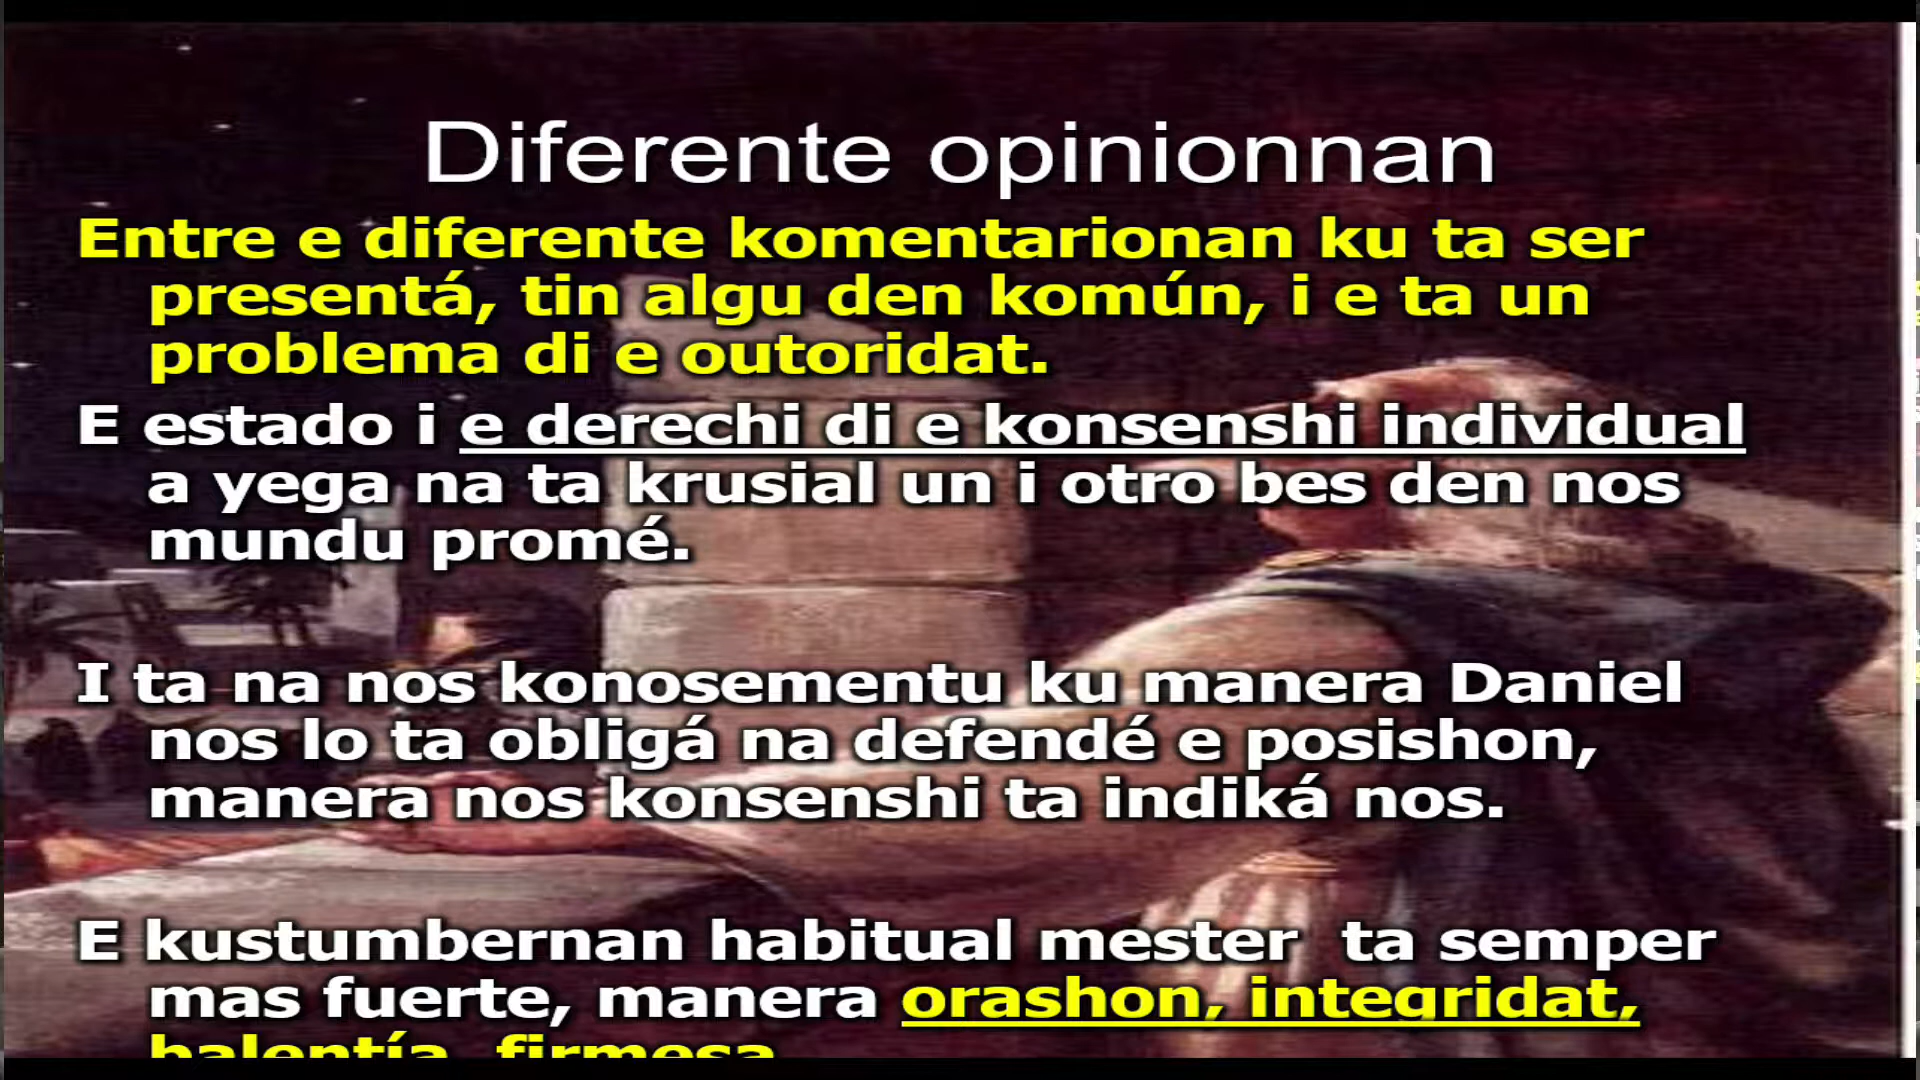 Diferente opinionnan
Entre e diferente komentarionan ku ta ser
presentá, tin algu den komún, i e ta un
problema di e outoridat.
E estado i e derechi di e konsenshi individual
a yega na ta krusial un i otro bes den nos
mundu promé.
I ta na nos konosementu ku manera Daniel
nos lo ta obligá na defendé e posishon,
manera nos konsenshi ta indiká nos.
E kustumbernan habitual mester ta semper
mas fuerte, manera orashon, integridat,
balentía, firmesa